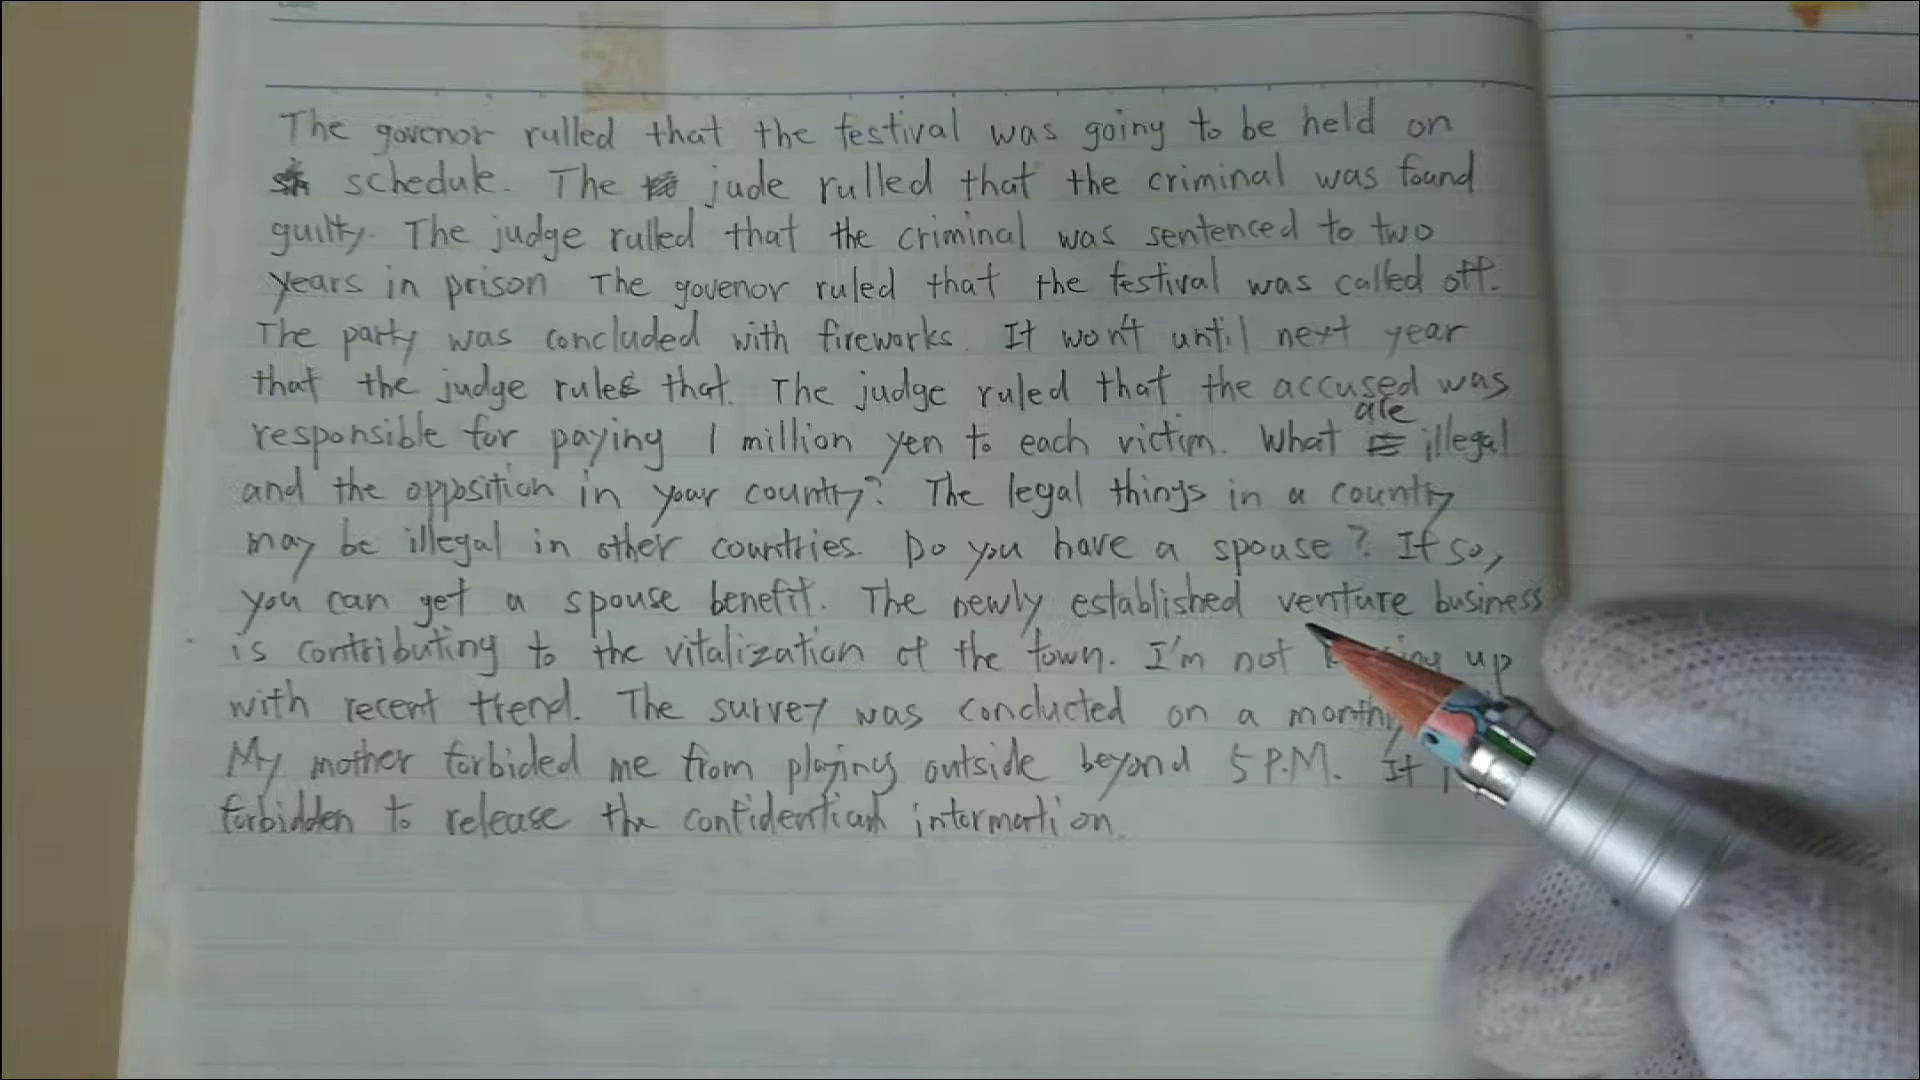 The govenor rulled that the festival was going to be held on
schedule. The jude rulled that the criminal was found
guilty. The judge rulled that the criminal was sentenced to two
years in prison The govenor ruled that the festival was called off.
The party was concluded with fireworks. It won't until next year
that the judge rules that. The judge ruled that the accused was
responsible for paying 1 million yen to each victim. What are illegal
and the opposition in your country? The legal things in a country
may be illegal in other countries. Do you have a spouse? If so,
you can get a spouse benefit. The newly established venture business
is contributing to the vitalization of the town. I'm not up
with recent trend. The survey was conducted on a
My mother forbided me from playing outside beyond 5 P.M. It
forbidden to release the information.